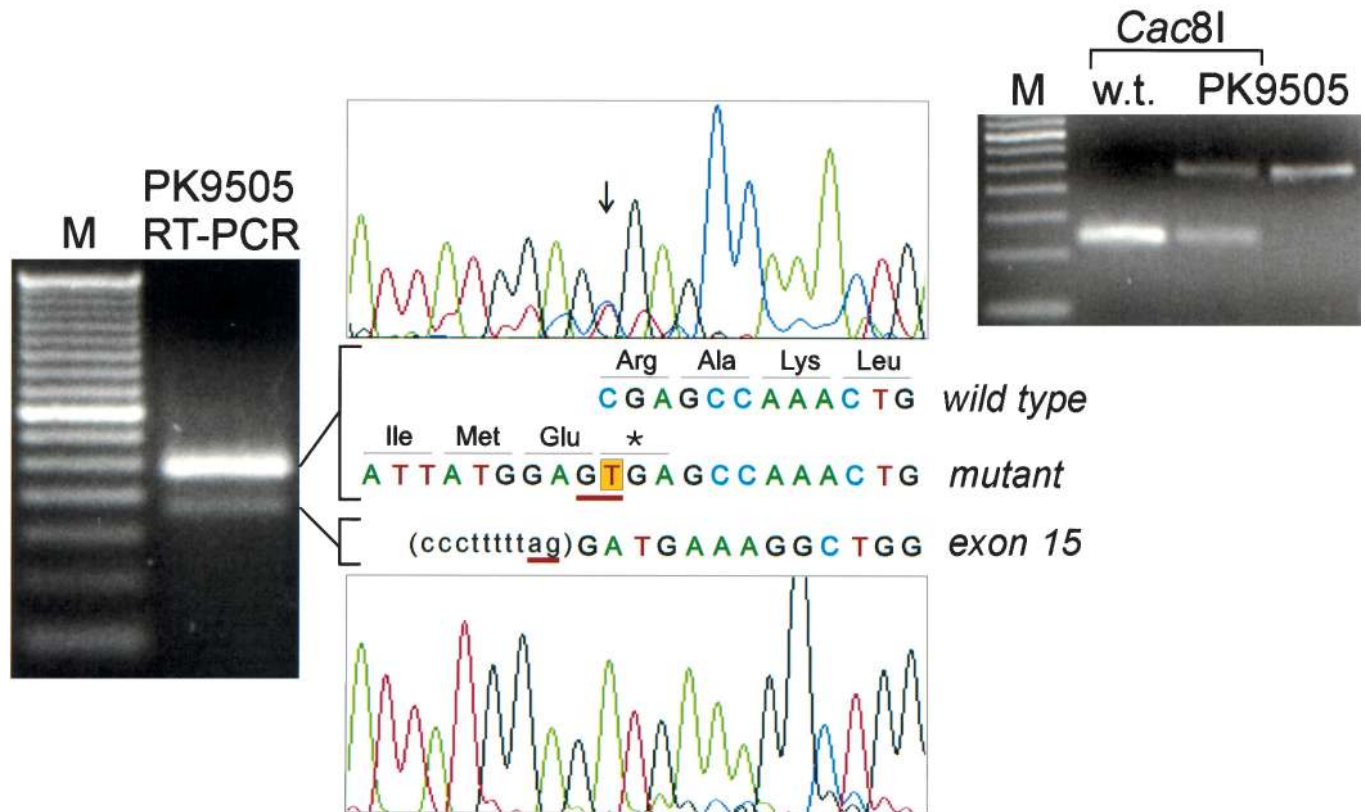 Cac8I
M w.t. PK9505
PK9505
M RT-PCR
Arg Ala Lys Leu
CGAGCCAAACTG wild type
Ile Met Glu *
ATTATGGAGTGAGCCAAACTG mutant
(ccctttttag)GATGAAAGGCTGG exon 15